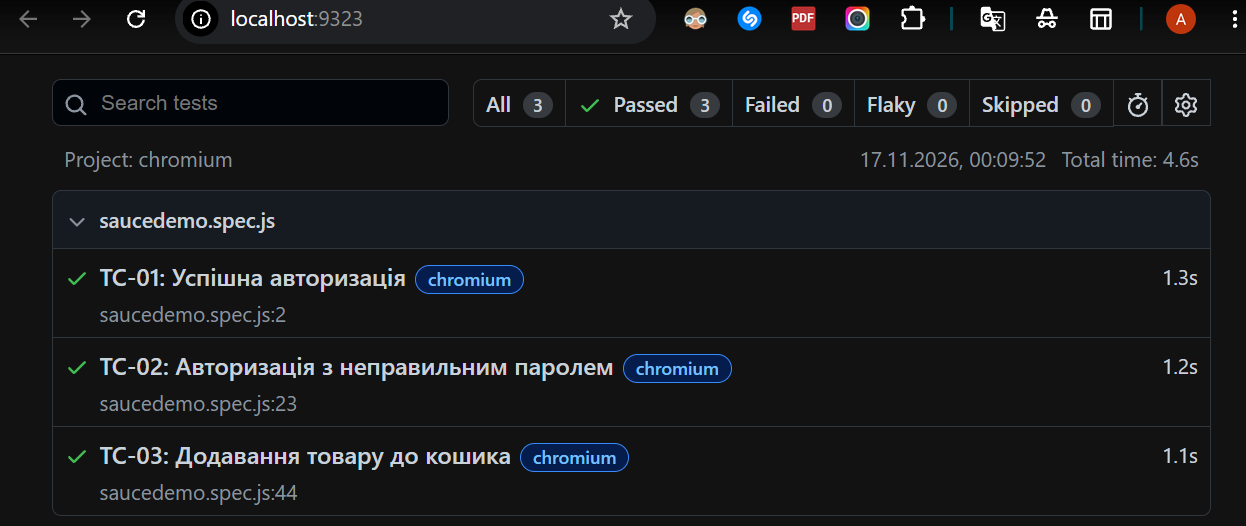 localhost:9323
PDF
A
Search tests
All 3
Passed 3
Failed 0
Flaky 0
Skipped 0
Project: chromium
17.11.2026, 00:09:52 Total time: 4.6s
saucedemo.spec.js
TC-01: Успішна авторизація chromium
1.3s
saucedemo.spec.js:2
TC-02: Авторизація з неправильним паролем chromium
1.2s
saucedemo.spec.js:23
TC-03: Додавання товару до кошика chromium
1.1s
saucedemo.spec.js:44